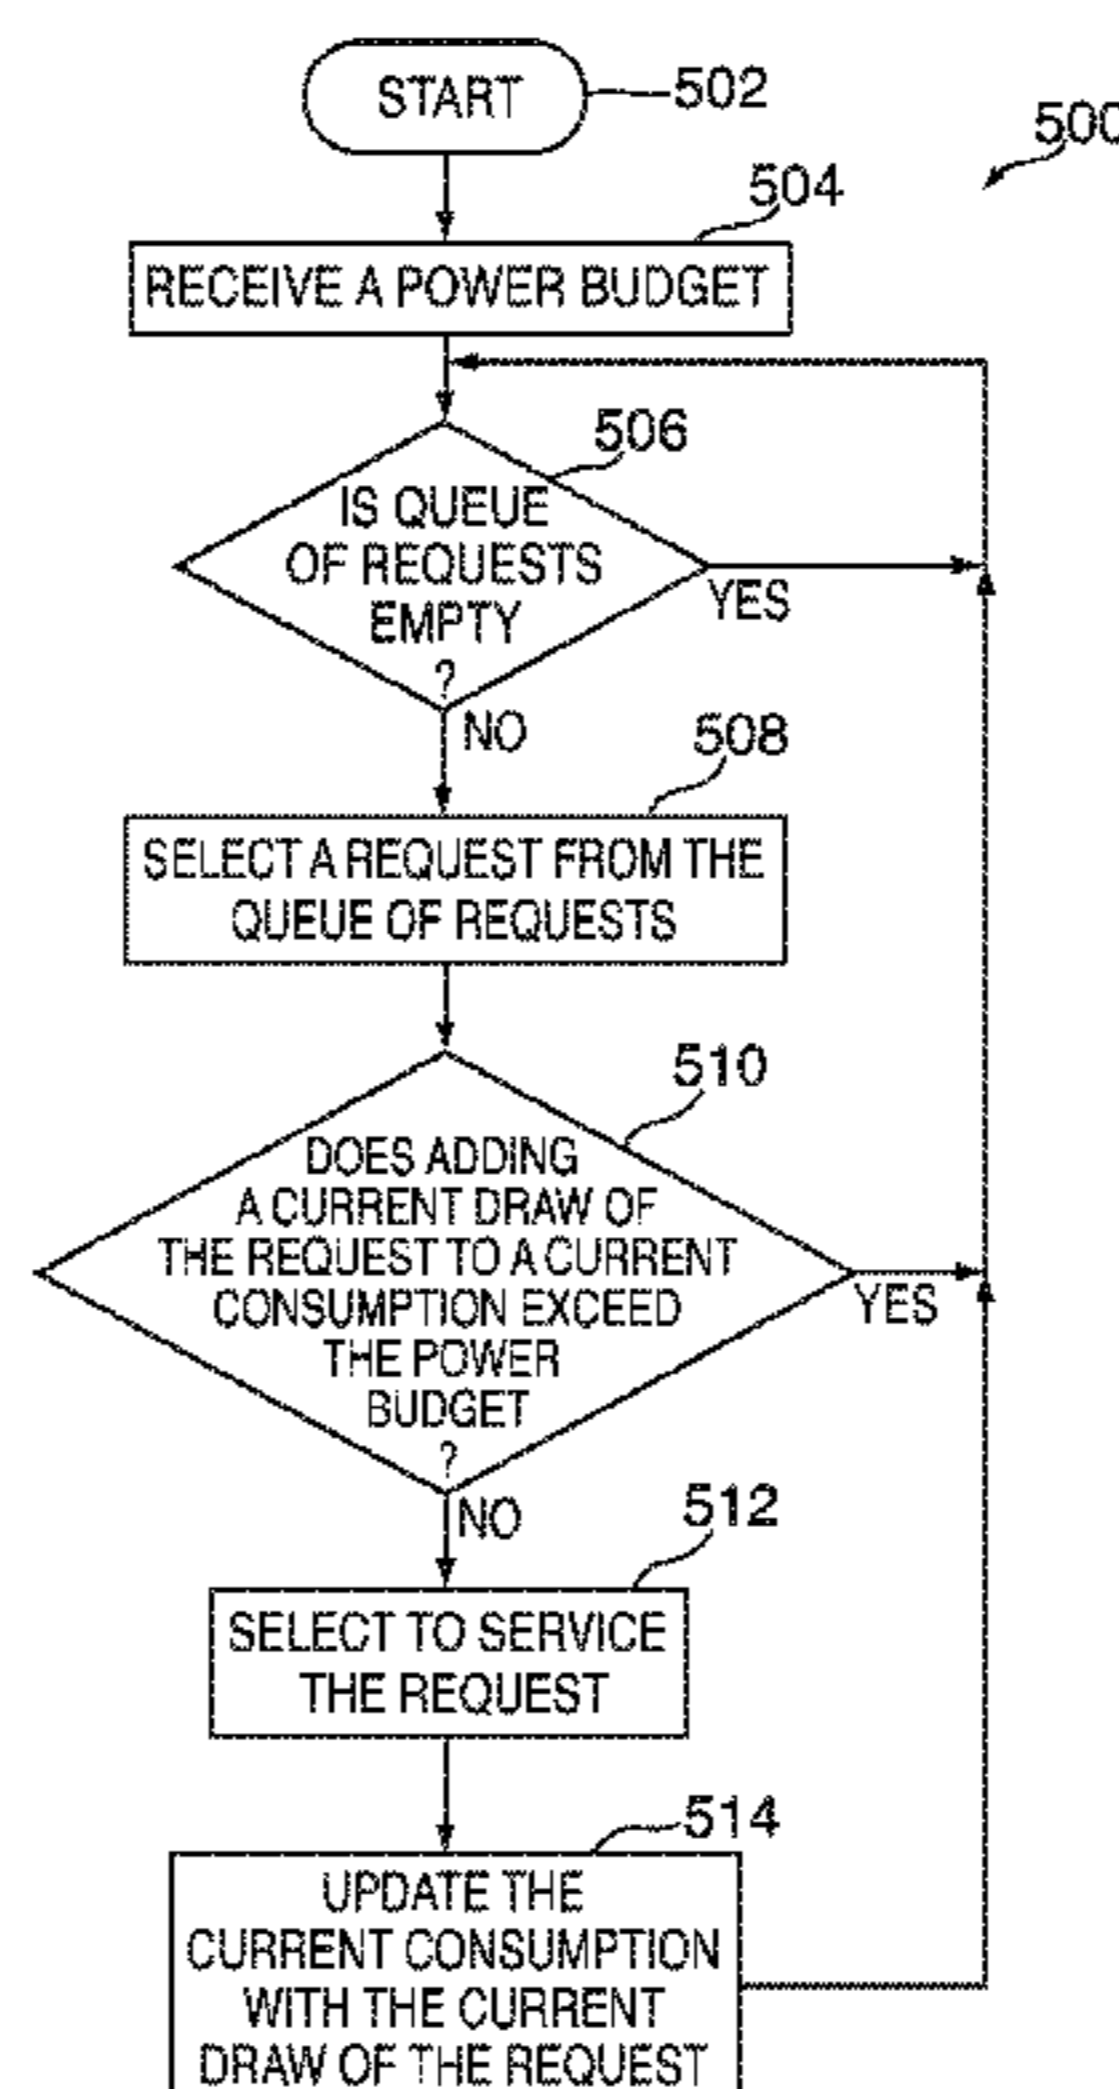 START
502
500
504
RECEIVE A POWER BUDGET
506
IS QUEUE
OF REQUESTS
EMPTY
?
YES
NO
508
SELECT A REQUEST FROM THE
QUEUE OF REQUESTS
510
DOES ADDING
A CURRENT DRAW OF
THE REQUEST TO A CURRENT
CONSUMPTION EXCEED
THE POWER
BUDGET
?
YES
NO
512
SELECT TO SERVICE
THE REQUEST
514
UPDATE THE
CURRENT CONSUMPTION
WITH THE CURRENT
DRAW OF THE REQUEST